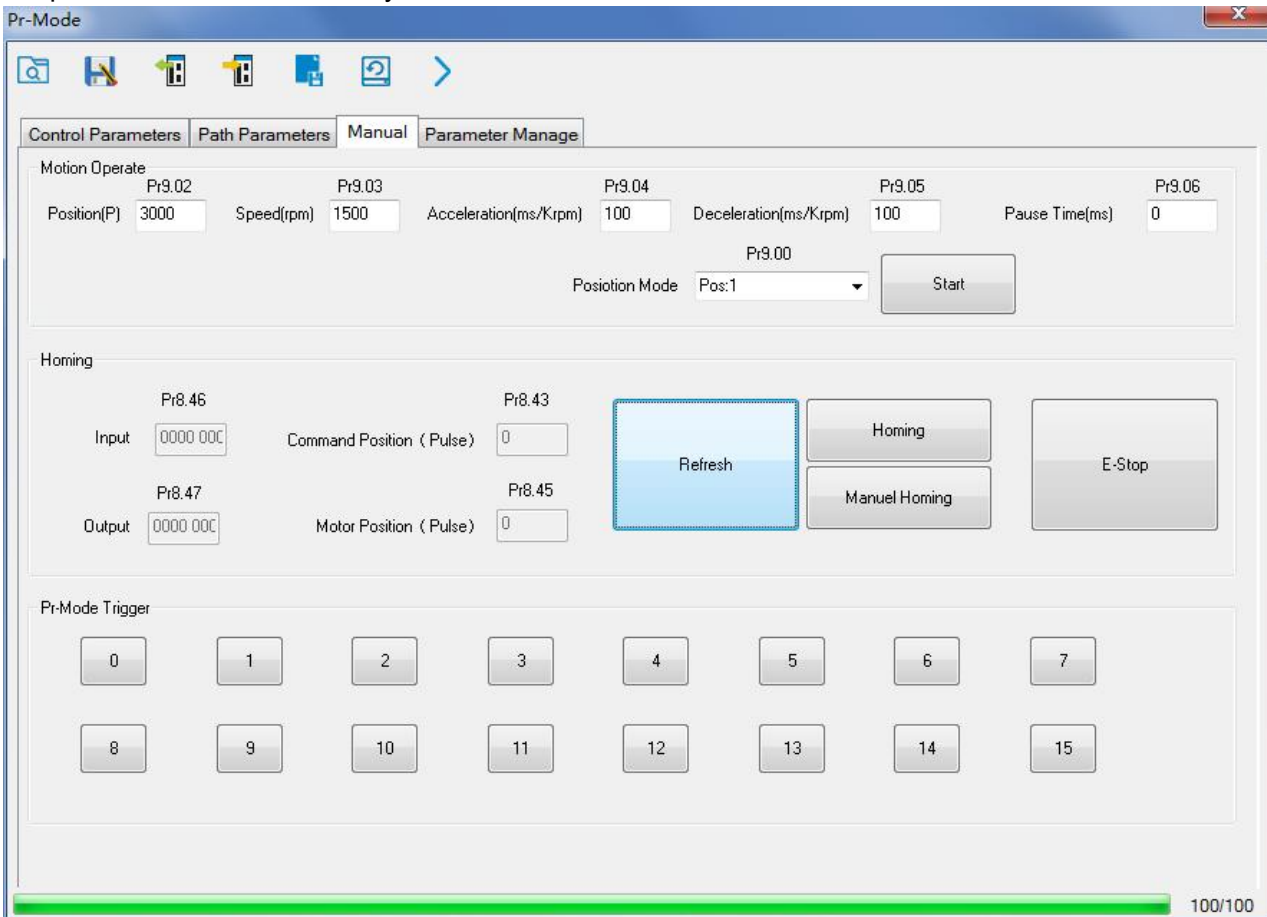 Pr-Mode
Control Parameters Path Parameters Manual Parameter Manage
Motion Operate
Pr9.02 Pr9.03 Pr9.04 Pr9.05 Pr9.06
Position(P) 3000 Speed(rpm) 1500 Acceleration(ms/Krpm) 100 Deceleration(ms/Krpm) 100 Pause Time(ms) 0
Pr9.00
Posiotion Mode Pos:1 Start
Homing
Pr8.46 Pr8.43
Input 0000 000 Command Position ( Pulse ) 0
Refresh Homing E-Stop
Pr8.47 Pr8.45
Manuel Homing
Output 0000 000 Motor Position ( Pulse ) 0
Pr-Mode Trigger
0 1 2 3 4 5 6 7
8 9 10 11 12 13 14 15
100/100